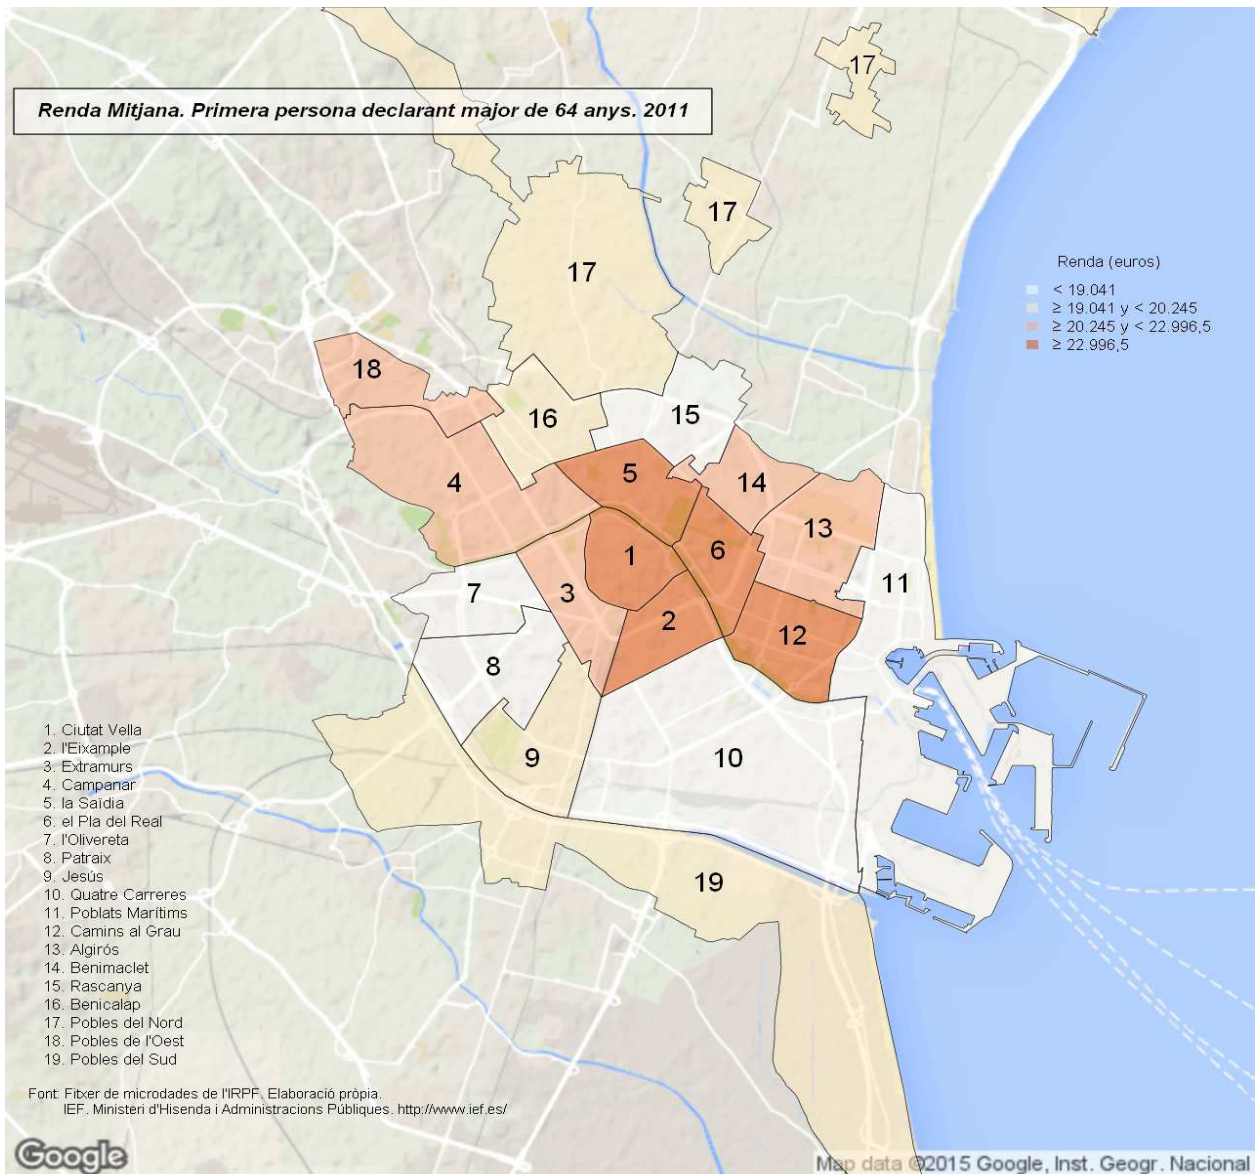 Renda Mitjana. Primera persona declarant major de 64 anys. 2011
17
17
17
Renda (euros)
< 19.041
≥ 19.041 y < 20.245
≥ 20.245 y < 22.996,5
≥ 22.996,5
18
16
15
5
14
4
13
6
1
11
7
3
2
12
8
9
10
19
1. Ciutat Vella
2. l'Eixample
3. Extramurs
4. Campanar
5. la Saïdia
6. el Pla del Real
7. l'Olivereta
8. Patraix
9. Jesús
10. Quatre Carreres
11. Poblats Marítims
12. Camins al Grau
13. Algirós
14. Benimaclet
15. Rascanya
16. Benicalap
17. Pobles del Nord
18. Pobles de l'Oest
19. Pobles del Sud
Font: Fitxer de microdades de l'IRPF. Elaboració pròpia.
IEF. Ministeri d'Hisenda i Administracions Públiques. http://www.ief.es/
Google
Map data ©2015 Google, Inst. Geogr. Nacional